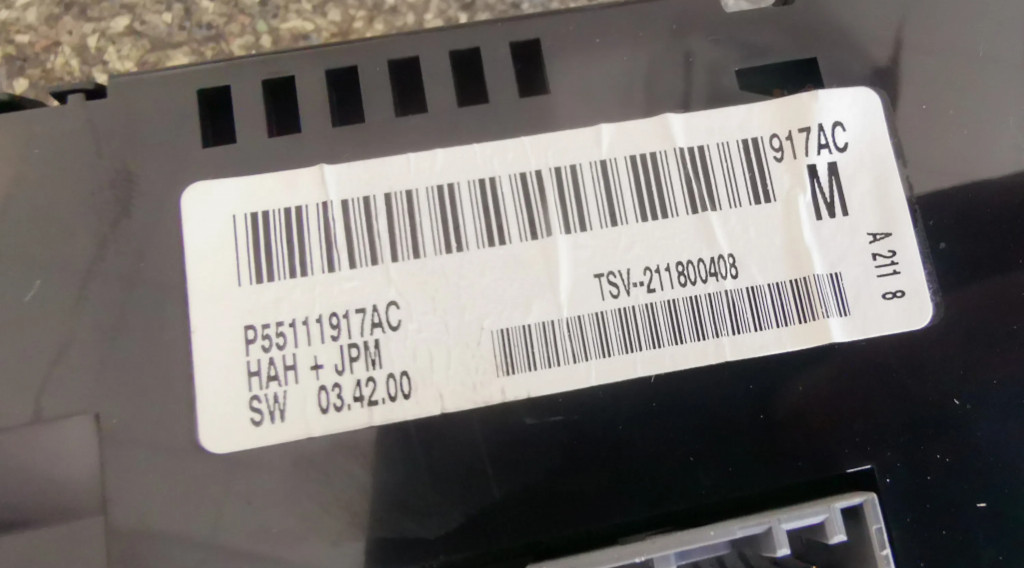 917AC
M
A 211 8
TSV--211800408
P55111917AC
HAH + JPM
SW 03.42.00